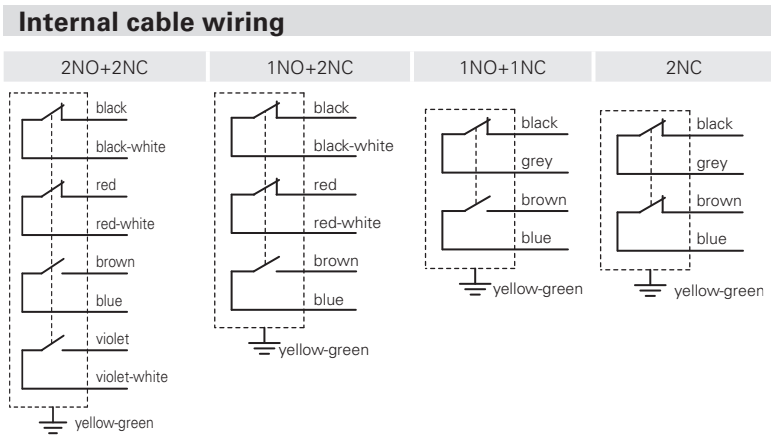 Internal cable wiring
2NO+2NC
1NO+2NC
1NO+1NC
2NC
black
black-white
red
red-white
brown
blue
violet
violet-white
yellow-green
black
black-white
red
red-white
brown
blue
yellow-green
black
grey
brown
blue
yellow-green
black
grey
brown
blue
yellow-green